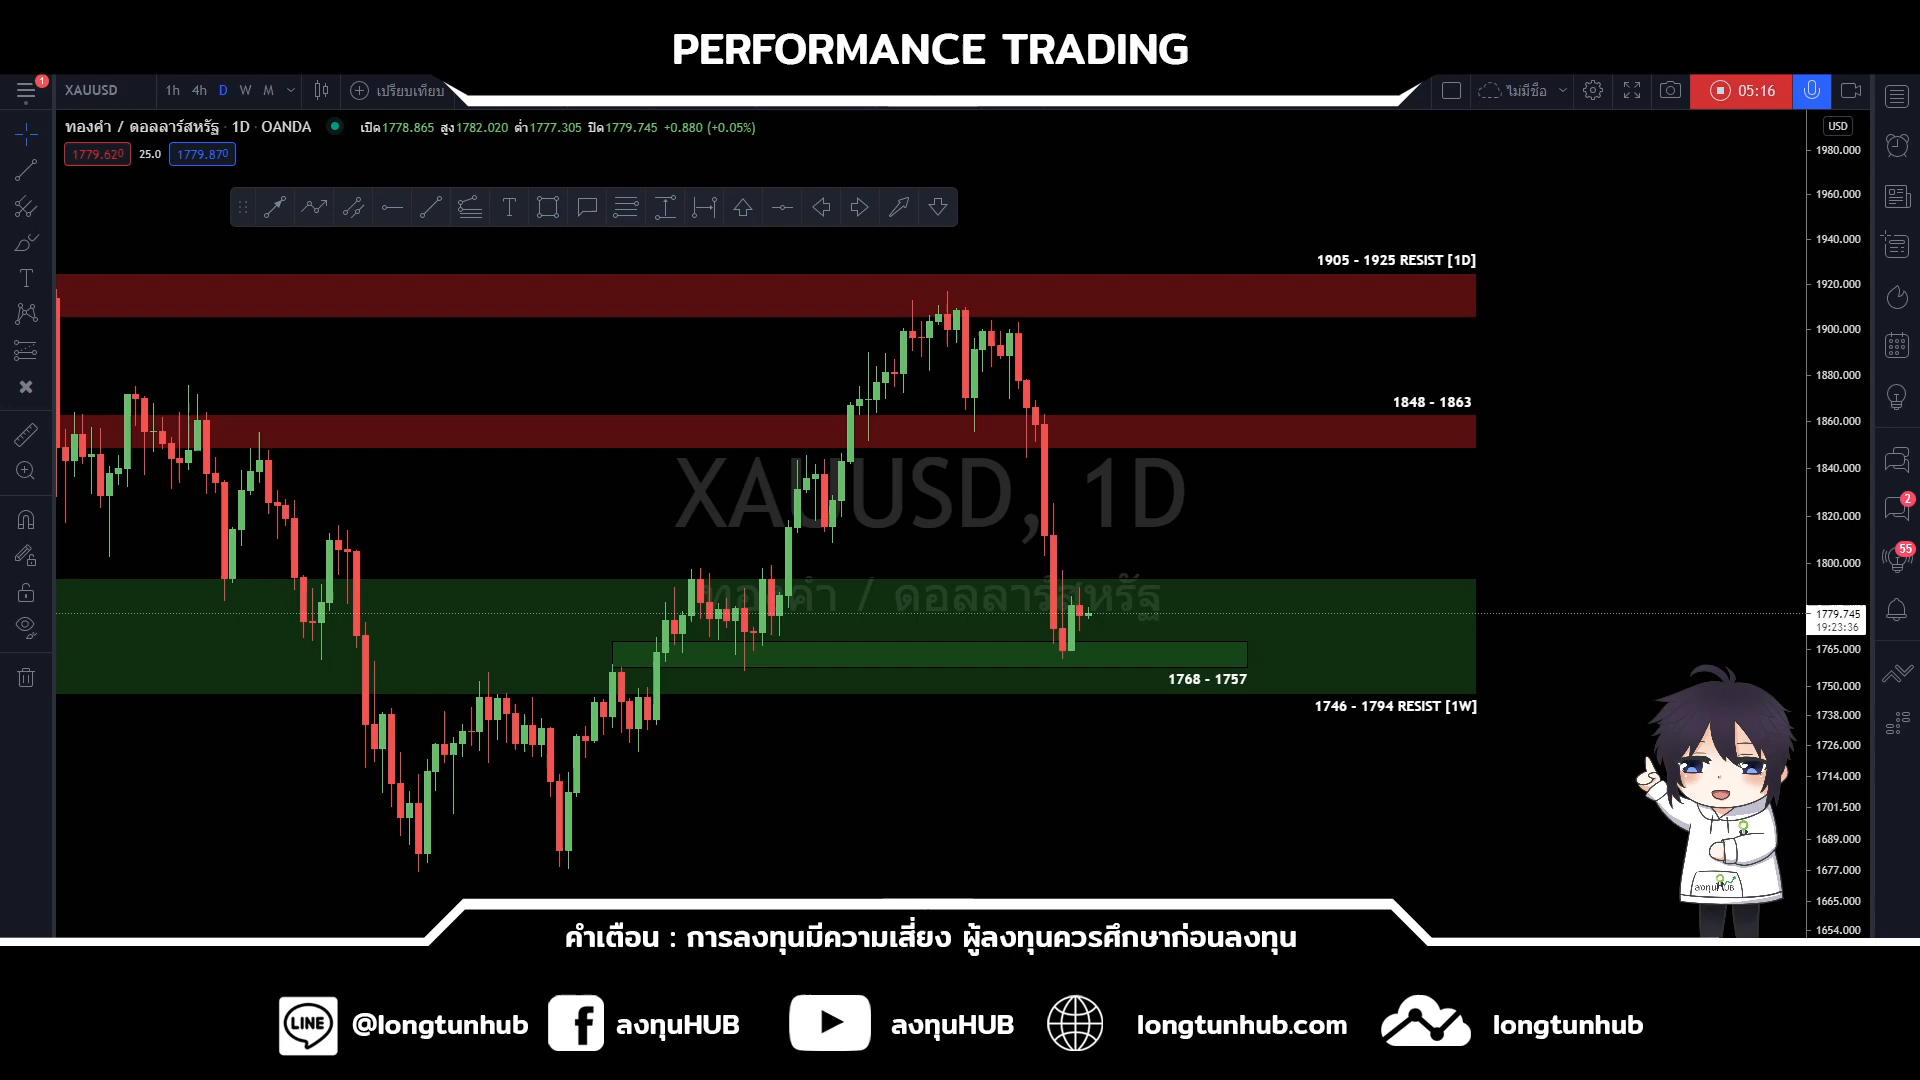 PERFORMANCE TRADING
1
XAUUSD 1h 4h D W M เปรียบเทียบ ไม่มีชื่อ 05:16
ทองคำ / ดอลลาร์สหรัฐ · 1D · OANDA เปิด1778.865 สูง1782.020 ต่ำ1777.305 ปิด1779.745 +0.880 (+0.05%)
USD
1779.620 25.0 1779.870
1980.000
1960.000
1940.000
1905 - 1925 RESIST [1D]
1920.000
1900.000
1880.000
1848 - 1863
1860.000
1840.000
XAUUSD, 1D
2
1820.000
55
1800.000
ทองคำ / ดอลลาร์สหรัฐ
1779.745
19:23:36
1765.000
1768 - 1757
1750.000
1746 - 1794 RESIST [1W]
1738.000
1726.000
1714.000
1701.500
1689.000
1677.000
ลงทุนHUB
1665.000
1654.000
คำเตือน : การลงทุนมีความเสี่ยง ผู้ลงทุนควรศึกษาก่อนลงทุน
LINE @longtunhub ลงทุนHUB ลงทุนHUB longtunhub.com longtunhub